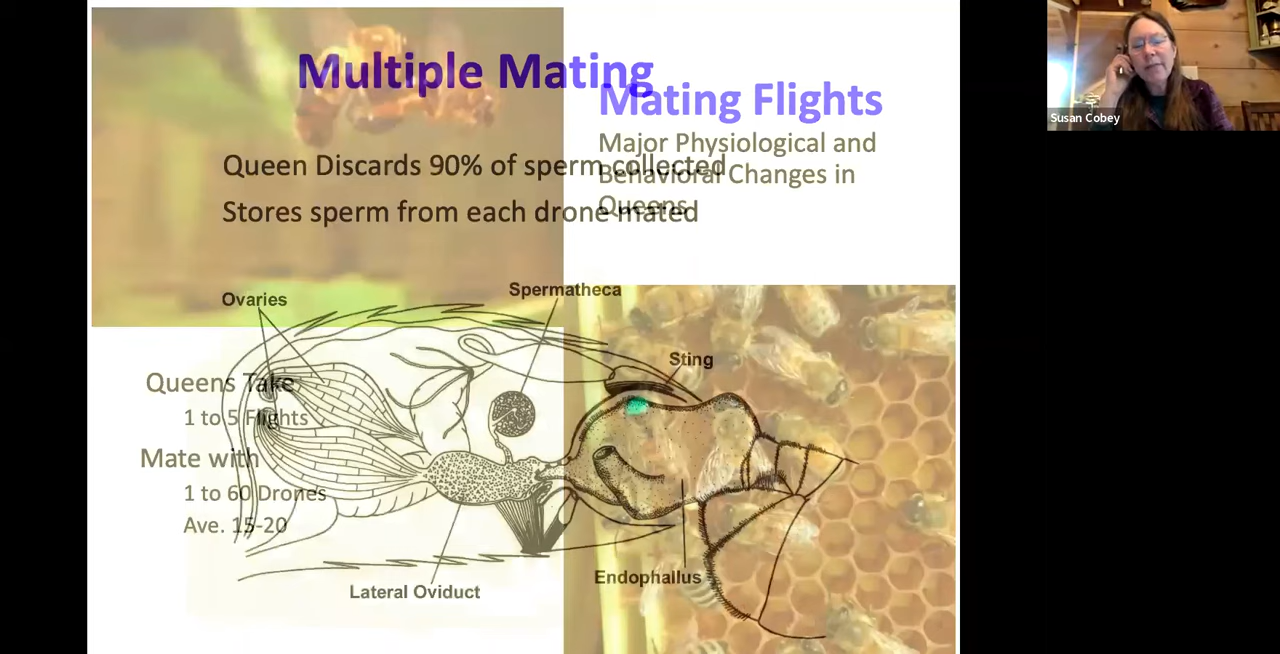 Multiple Mating
Mating Flights
Major Physiological and
Behavioral Changes in
Queens
Queen Discards 90% of sperm collected
Stores sperm from each drone mated
Ovaries
Spermatheca
Sting
Queens Take
1 to 5 Flights
Mate with
1 to 60 Drones
Ave. 15-20
Endophallus
Lateral Oviduct
Susan Cobey